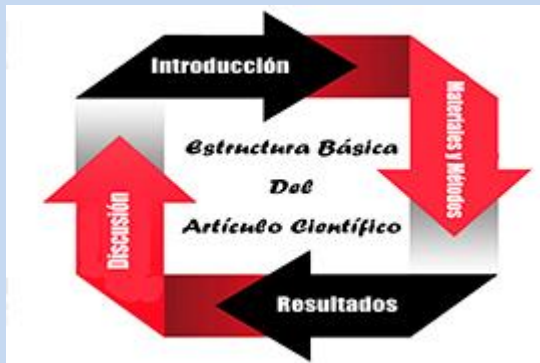 Introducción
Materiales y Métodos
Estructura Básica
Del
Artículo Científico
Discusión
Resultados